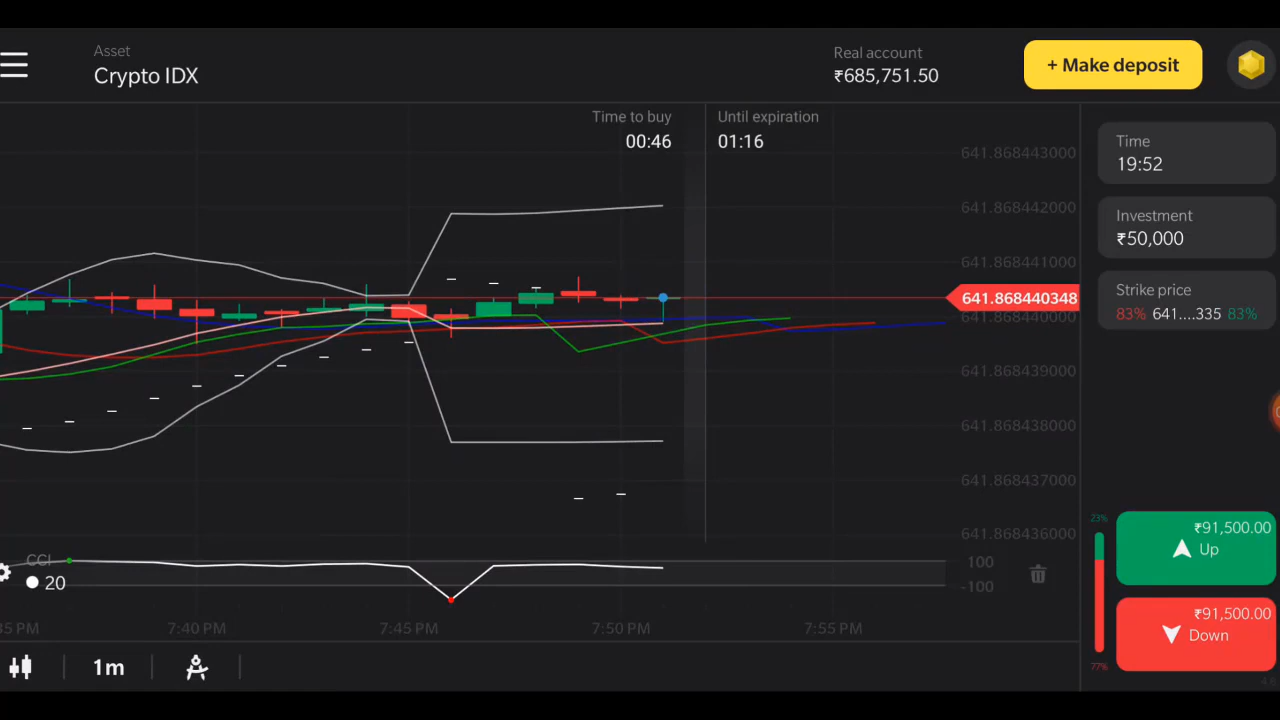 Asset
Crypto IDX
Real account
₹685,751.50
+ Make deposit
Time to buy
00:46
Until expiration
01:16
641.868443000
641.868442000
641.868441000
641.868440348
641.868440000
641.868439000
641.868438000
641.868437000
641.868436000
Time
19:52
Investment
₹50,000
Strike price
83% 641....335 83%
23%
₹91,500.00
Up
₹91,500.00
Down
77%
CCI
20
100
-100
35 PM
7:40 PM
7:45 PM
7:50 PM
7:55 PM
1m